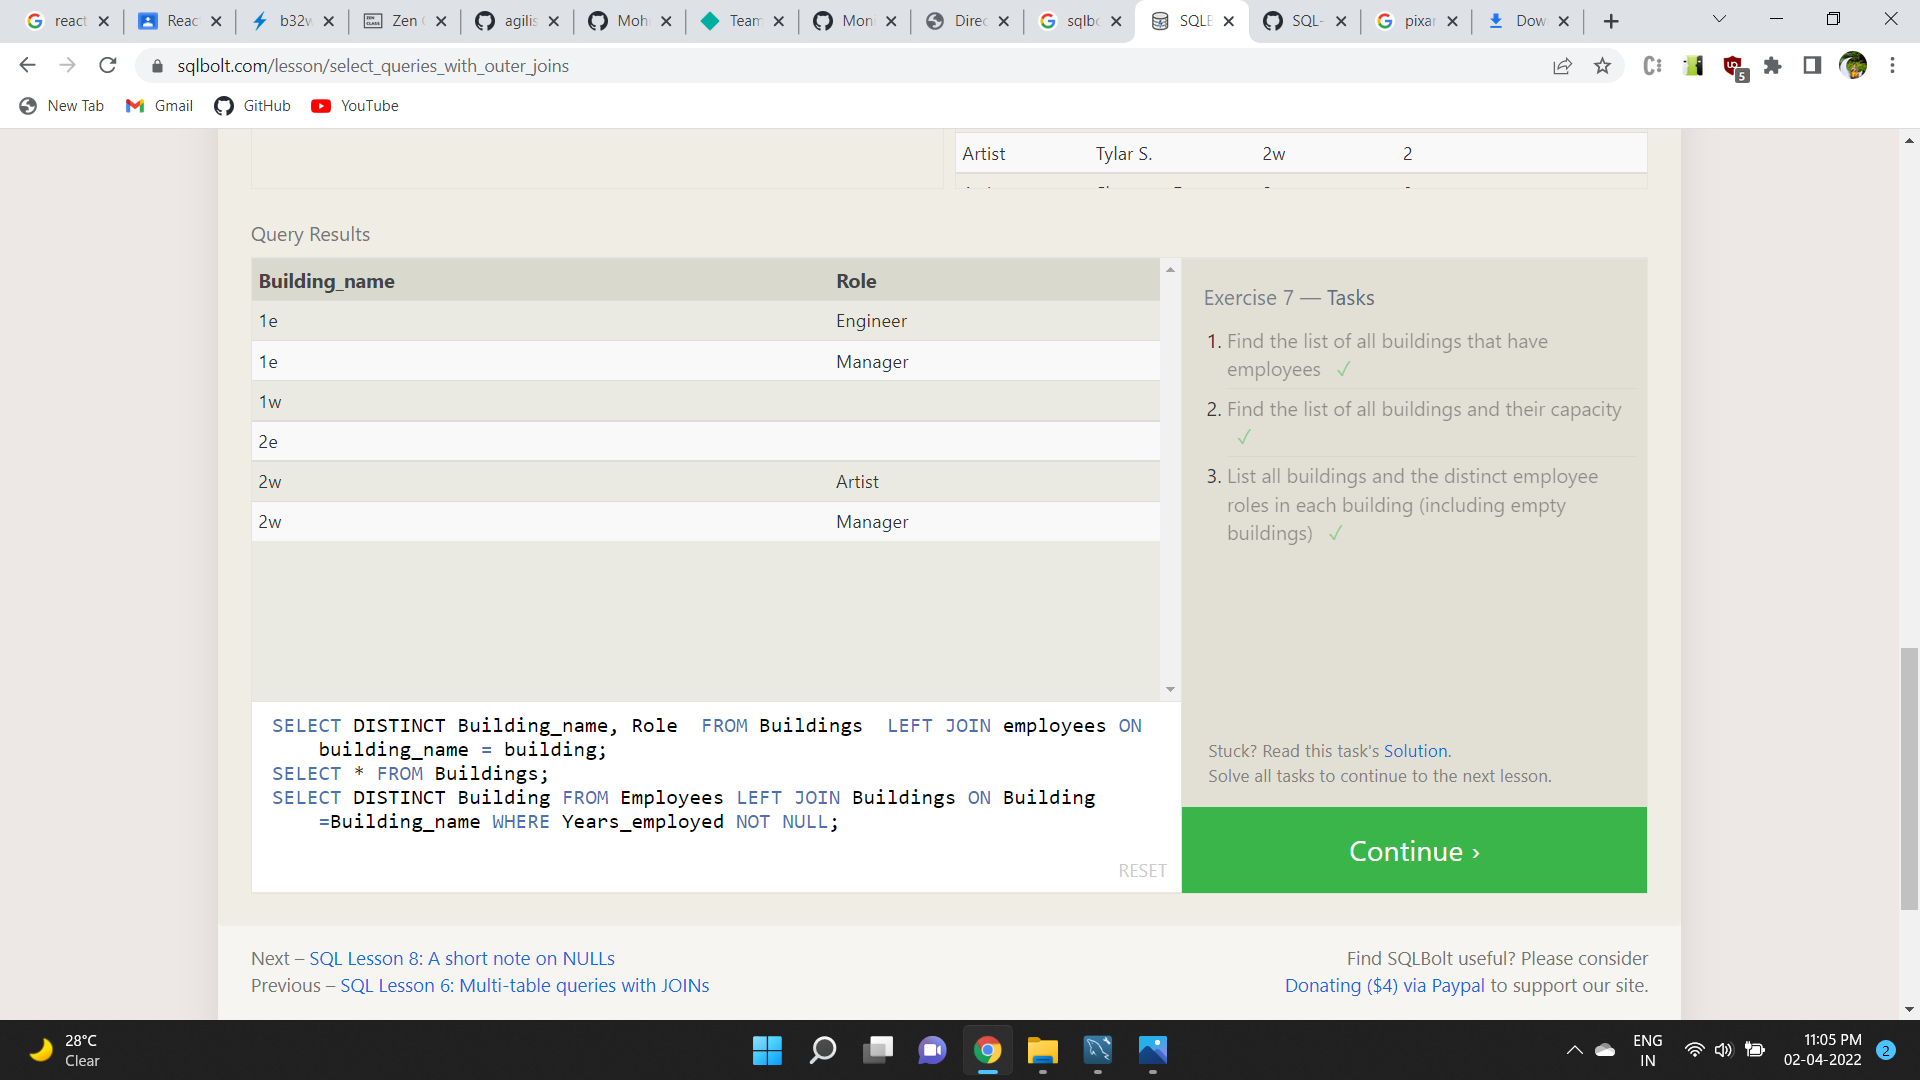 react
Reac
b32w
Zen
agilis
Moh
Team
Moni
Direc
sqlbo
SQLB
SQL-
pixar
Dow
sqlbolt.com/lesson/select_queries_with_outer_joins
5
New Tab
Gmail
GitHub
YouTube
Artist Tylar S. 2w 2
Query Results
Building_name Role
1e Engineer
1e Manager
1w
2e
2w Artist
2w Manager
Exercise 7 — Tasks
1. Find the list of all buildings that have
employees ✓
2. Find the list of all buildings and their capacity
✓
3. List all buildings and the distinct employee
roles in each building (including empty
buildings) ✓
SELECT DISTINCT Building_name, Role  FROM Buildings  LEFT JOIN employees ON
building_name = building;
SELECT * FROM Buildings;
SELECT DISTINCT Building FROM Employees LEFT JOIN Buildings ON Building
=Building_name WHERE Years_employed NOT NULL;
RESET
Stuck? Read this task's Solution.
Solve all tasks to continue to the next lesson.
Continue ›
Next – SQL Lesson 8: A short note on NULLs
Previous – SQL Lesson 6: Multi-table queries with JOINs
Find SQLBolt useful? Please consider
Donating ($4) via Paypal to support our site.
28°C
Clear
ENG
IN
11:05 PM
02-04-2022
2